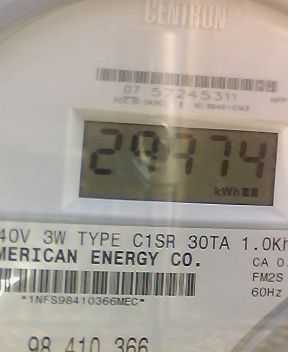 CENTRON
07 57245311
29974
kWh
40V 3W TYPE C1SR 30TA 1.0Kh
MERICAN ENERGY CO.
CA 0.
FM2S
*1NFS98410366MEC*
60Hz
98 410 366